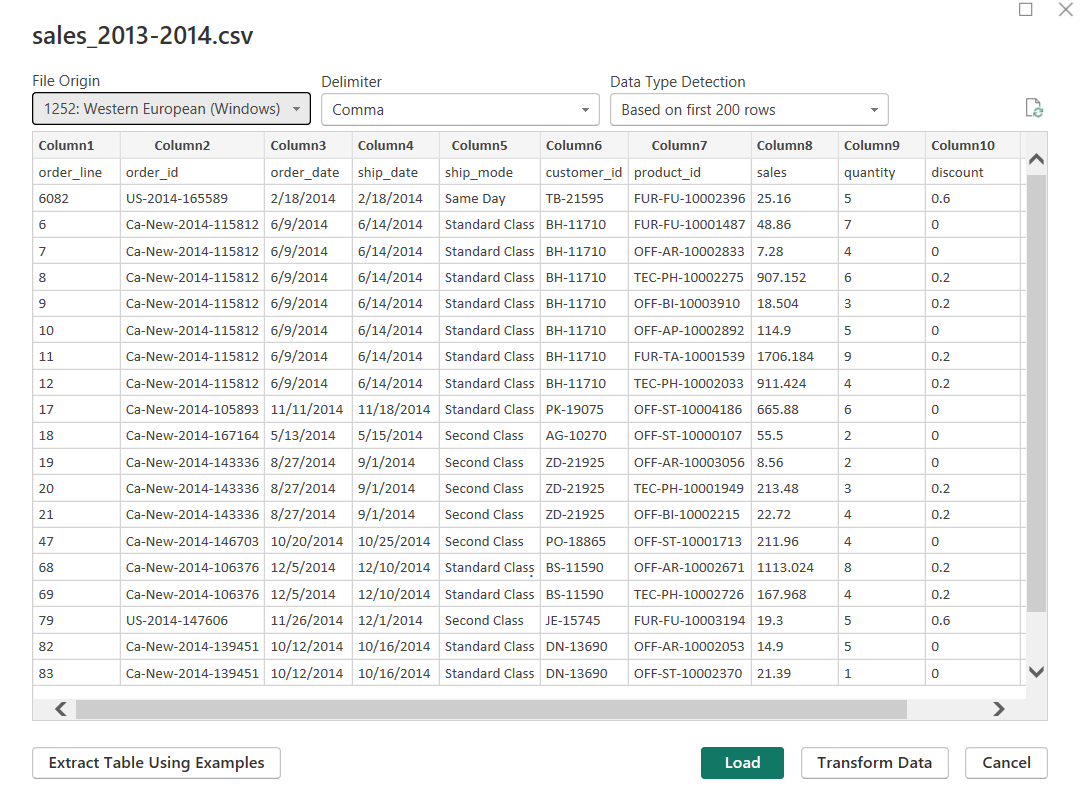 sales_2013-2014.csv
File Origin Delimiter Data Type Detection
1252: Western European (Windows) Comma Based on first 200 rows
Column1 Column2 Column3 Column4 Column5 Column6 Column7 Column8 Column9 Column10
order_line order_id order_date ship_date ship_mode customer_id product_id sales quantity discount
6082 US-2014-165589 2/18/2014 2/18/2014 Same Day TB-21595 FUR-FU-10002396 25.16 5 0.6
6 Ca-New-2014-115812 6/9/2014 6/14/2014 Standard Class BH-11710 FUR-FU-10001487 48.86 7 0
7 Ca-New-2014-115812 6/9/2014 6/14/2014 Standard Class BH-11710 OFF-AR-10002833 7.28 4 0
8 Ca-New-2014-115812 6/9/2014 6/14/2014 Standard Class BH-11710 TEC-PH-10002275 907.152 6 0.2
9 Ca-New-2014-115812 6/9/2014 6/14/2014 Standard Class BH-11710 OFF-BI-10003910 18.504 3 0.2
10 Ca-New-2014-115812 6/9/2014 6/14/2014 Standard Class BH-11710 OFF-AP-10002892 114.9 5 0
11 Ca-New-2014-115812 6/9/2014 6/14/2014 Standard Class BH-11710 FUR-TA-10001539 1706.184 9 0.2
12 Ca-New-2014-115812 6/9/2014 6/14/2014 Standard Class BH-11710 TEC-PH-10002033 911.424 4 0.2
17 Ca-New-2014-105893 11/11/2014 11/18/2014 Standard Class PK-19075 OFF-ST-10004186 665.88 6 0
18 Ca-New-2014-167164 5/13/2014 5/15/2014 Second Class AG-10270 OFF-ST-10000107 55.5 2 0
19 Ca-New-2014-143336 8/27/2014 9/1/2014 Second Class ZD-21925 OFF-AR-10003056 8.56 2 0
20 Ca-New-2014-143336 8/27/2014 9/1/2014 Second Class ZD-21925 TEC-PH-10001949 213.48 3 0.2
21 Ca-New-2014-143336 8/27/2014 9/1/2014 Second Class ZD-21925 OFF-BI-10002215 22.72 4 0.2
47 Ca-New-2014-146703 10/20/2014 10/25/2014 Second Class PO-18865 OFF-ST-10001713 211.96 4 0
68 Ca-New-2014-106376 12/5/2014 12/10/2014 Standard Class BS-11590 OFF-AR-10002671 1113.024 8 0.2
69 Ca-New-2014-106376 12/5/2014 12/10/2014 Standard Class BS-11590 TEC-PH-10002726 167.968 4 0.2
79 US-2014-147606 11/26/2014 12/1/2014 Second Class JE-15745 FUR-FU-10003194 19.3 5 0.6
82 Ca-New-2014-139451 10/12/2014 10/16/2014 Standard Class DN-13690 OFF-AR-10002053 14.9 5 0
83 Ca-New-2014-139451 10/12/2014 10/16/2014 Standard Class DN-13690 OFF-ST-10002370 21.39 1 0
Extract Table Using Examples Load Transform Data Cancel